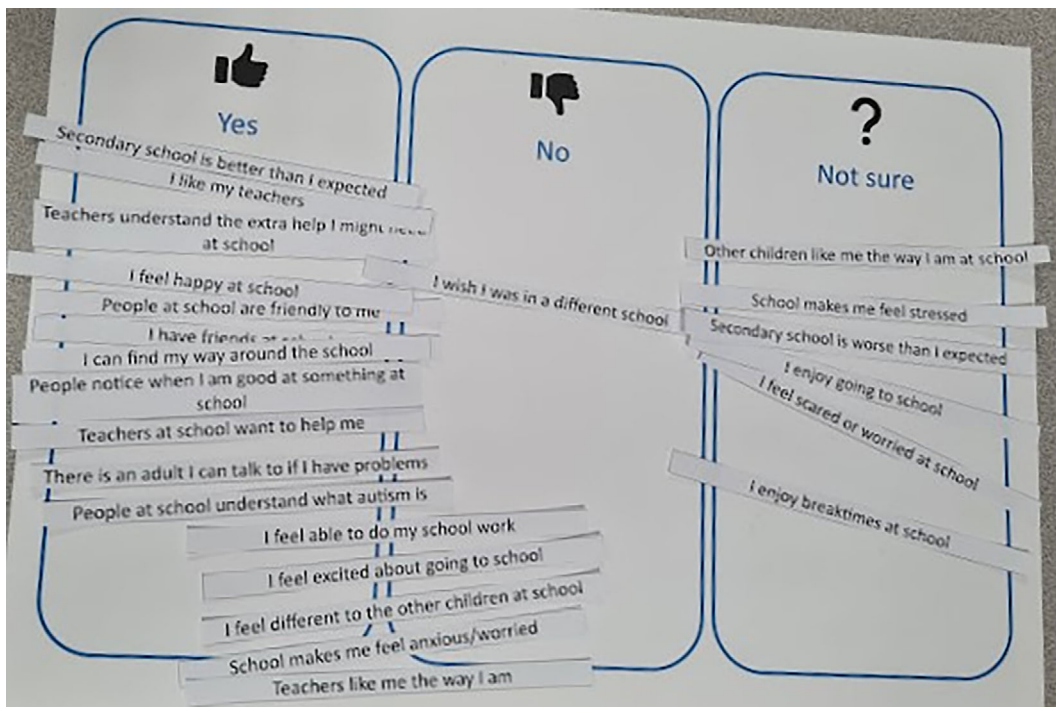 Yes
Secondary school is better than I expected
I like my teachers
Teachers understand the extra help I might
at school
I feel happy at school
People at school are friendly to me
I have friends
I can find my way around the school
People notice when I am good at something at
school
Teachers at school want to help me
There is an adult I can talk to if I have problems
People at school understand what autism is
I feel able to do my school work
I feel excited about going to school
I feel different to the other children at school
School makes me feel anxious/worried
Teachers like me the way I am
No
I wish I was in a different school
?
Not sure
Other children like me the way I am at school
School makes me feel stressed
Secondary school is worse than I expected
I enjoy going to school
I feel scared or worried at school
I enjoy breaktimes at school